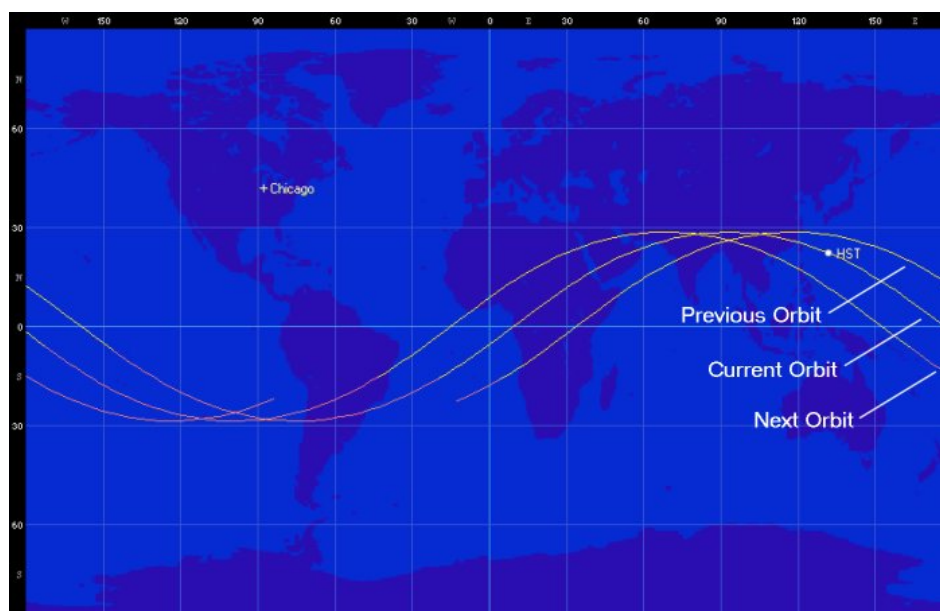 W 150 120 90 60 30 W 0 E 30 60 90 120 150 E
N
60
+ Chicago
30
HST
N
Previous Orbit
0
Current Orbit
S
Next Orbit
30
60
S